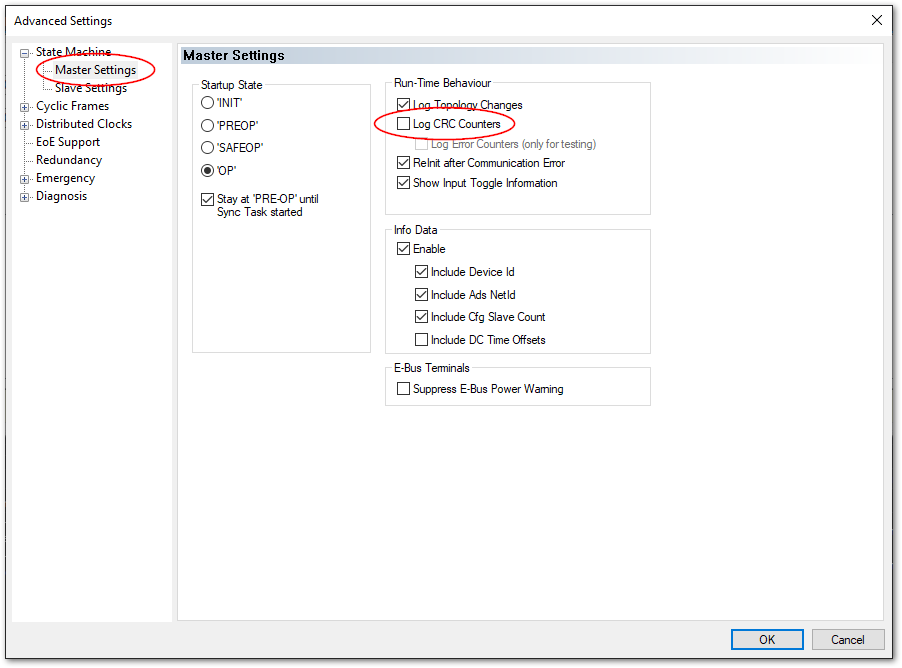 Advanced Settings
State Machine
Master Settings
Slave Settings
Cyclic Frames
Distributed Clocks
EoE Support
Redundancy
Emergency
Diagnosis
Master Settings
Startup State
'INIT'
'PREOP'
'SAFEOP'
'OP'
Stay at 'PRE-OP' until
Sync Task started
Run-Time Behaviour
Log Topology Changes
Log CRC Counters
Log Error Counters (only for testing)
ReInit after Communication Error
Show Input Toggle Information
Info Data
Enable
Include Device Id
Include Ads NetId
Include Cfg Slave Count
Include DC Time Offsets
E-Bus Terminals
Suppress E-Bus Power Warning
OK
Cancel